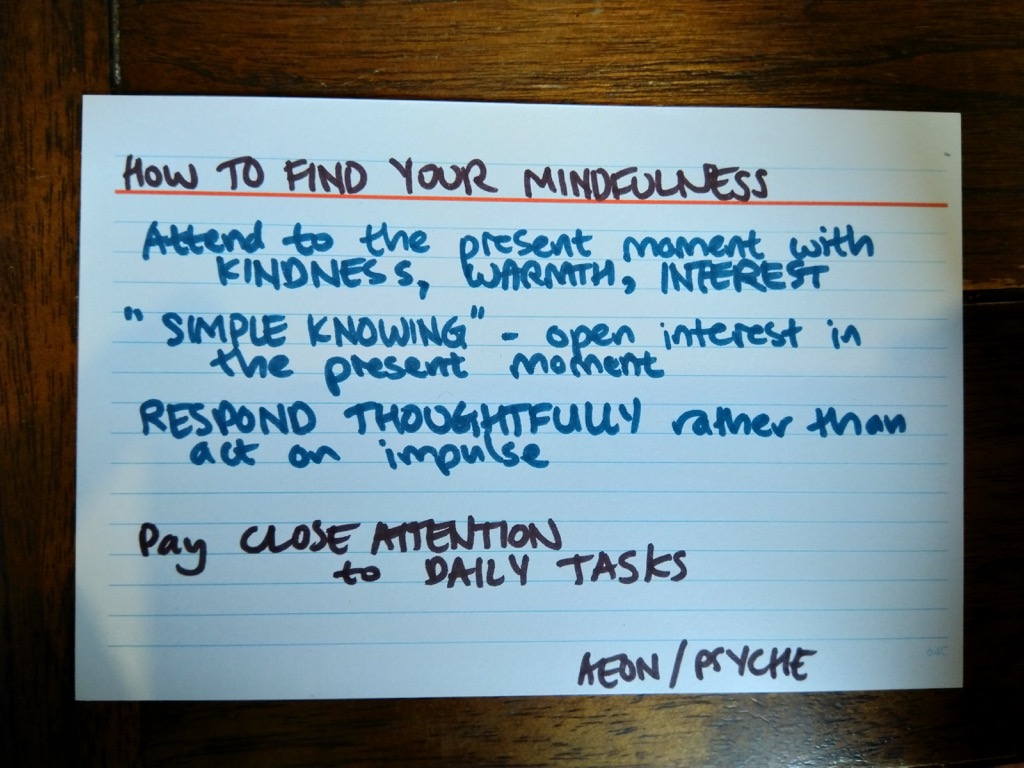 HOW TO FIND YOUR MINDFULNESS
Attend to the present moment with
KINDNESS, WARMTH, INTEREST
"SIMPLE KNOWING" - open interest in
the present moment
RESPOND THOUGHTFULLY rather than
act on impulse
Pay CLOSE ATTENTION
to DAILY TASKS
AEON/PSYCHE